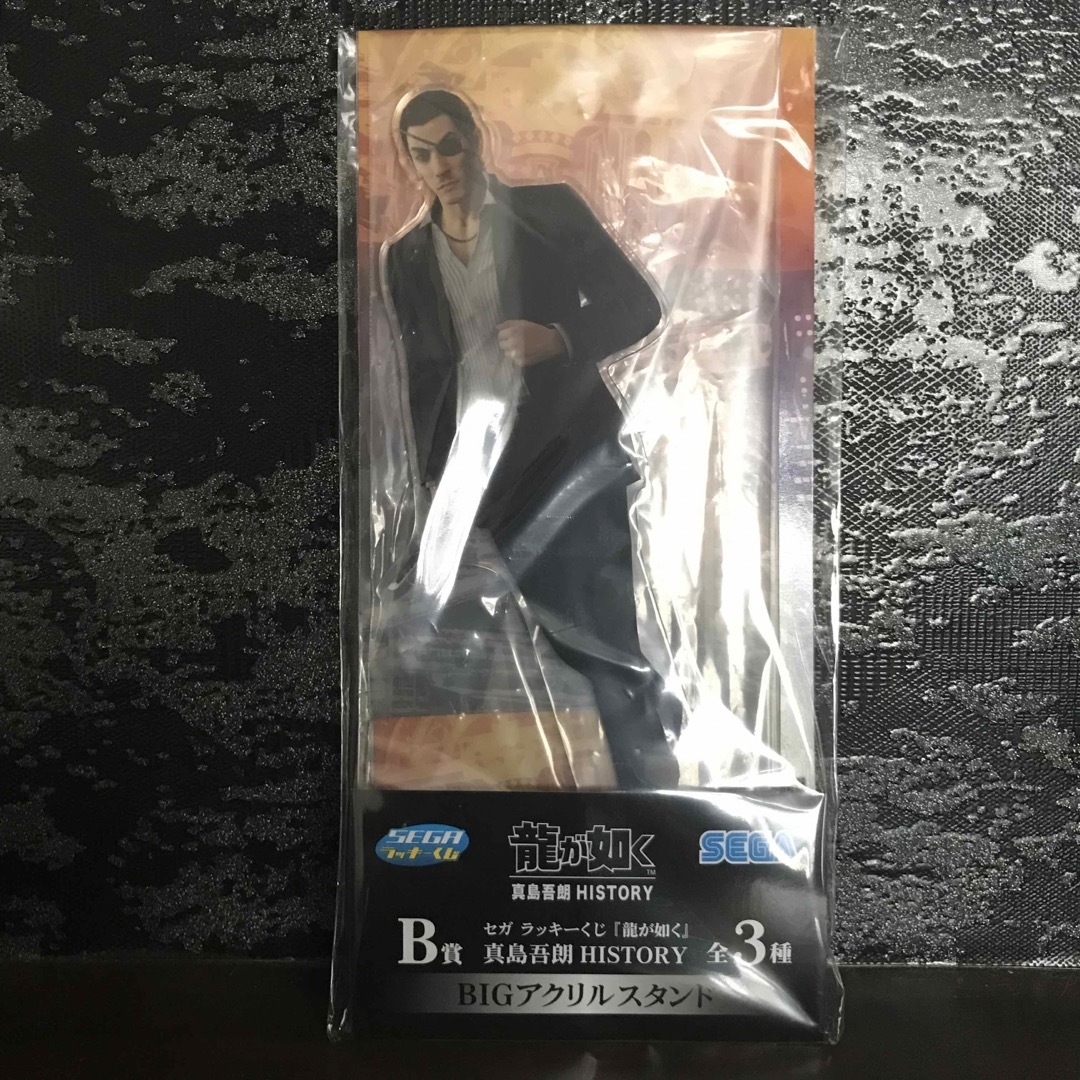 SEGA
ラッキーくじ
龍が如く
TM
真島吾朗 HISTORY
SEGA
B賞
セガ ラッキーくじ『龍が如く』
真島吾朗 HISTORY
全3種
BIGアクリルスタンド